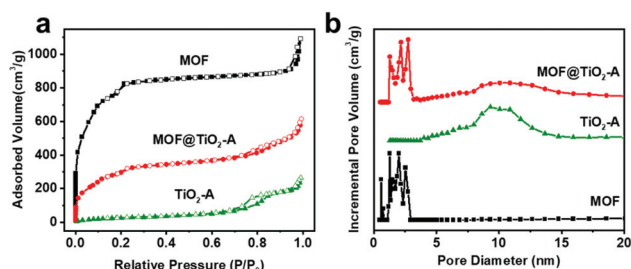 a
Adsorbed Volume(cm³/g)
1000
800
600
400
200
0
MOF
MOF@TiO₂-A
TiO₂-A
0.0 0.2 0.4 0.6 0.8 1.0
Relative Pressure (P/P₀)
b
Incremental Pore Volume(cm³/g)
MOF@TiO₂-A
TiO₂-A
MOF
0 5 10 15 20
Pore Diameter (nm)